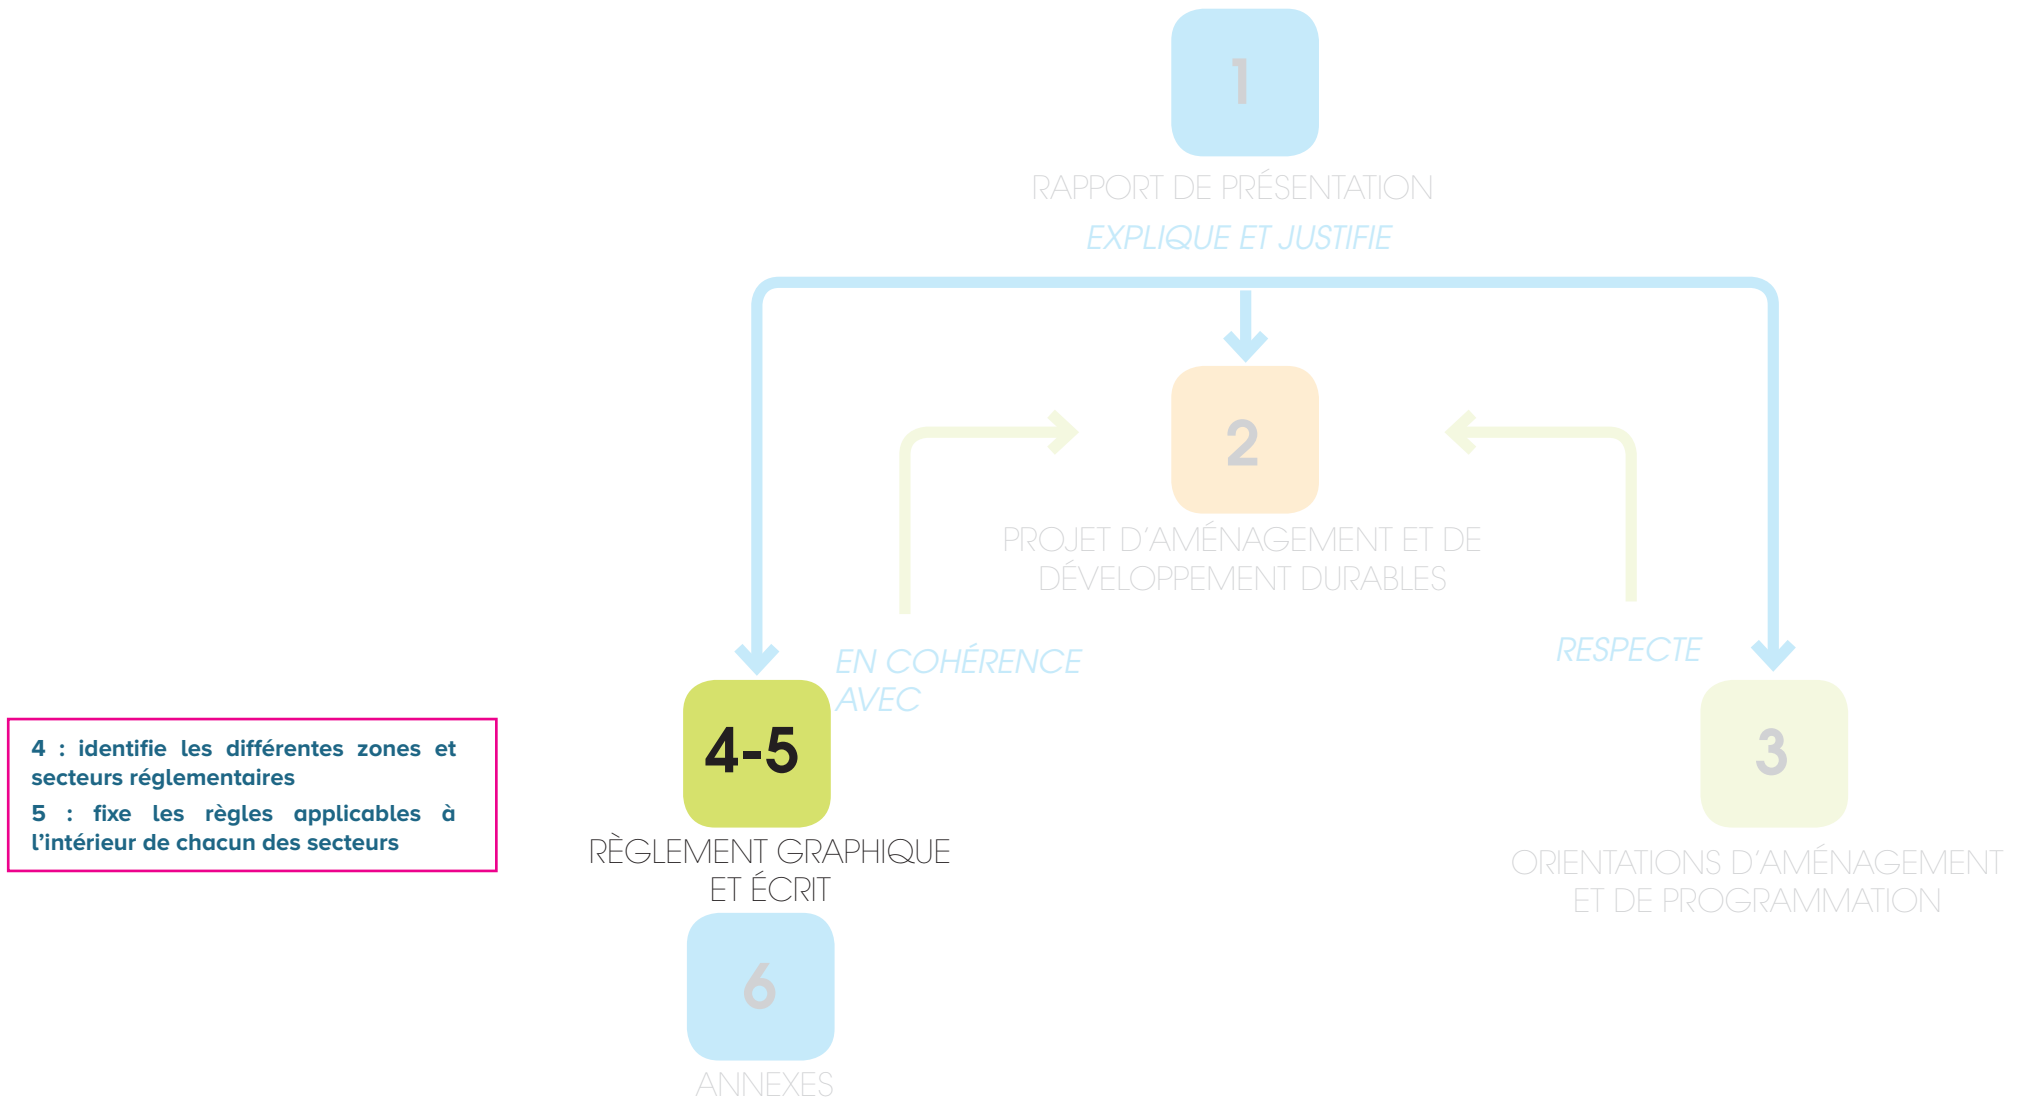 1
RAPPORT DE PRÉSENTATION
EXPLIQUE ET JUSTIFIE
2
PROJET D'AMÉNAGEMENT ET DE
DÉVELOPPEMENT DURABLES
EN COHÉRENCE
AVEC
RESPECTE
4 : identifie les différentes zones et
secteurs réglementaires
5 : fixe les règles applicables à
l’intérieur de chacun des secteurs
4-5
RÈGLEMENT GRAPHIQUE
ET ÉCRIT
3
ORIENTATIONS D'AMÉNAGEMENT
ET DE PROGRAMMATION
6
ANNEXES